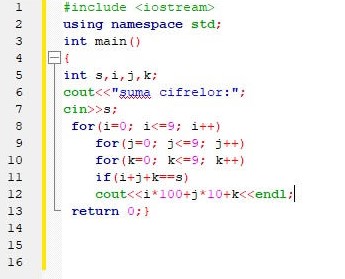 1 #include <iostream>
2 using namespace std;
3 int main()
4 {
5 int s,i,j,k;
6 cout<<"suma cifrelor:";
7 cin>>s;
8 for(i=0; i<=9; i++)
9 for(j=0; j<=9; j++)
10 for(k=0; k<=9; k++)
11 if(i+j+k==s)
12 cout<<i*100+j*10+k<<endl;
13 return 0;}
14
15
16